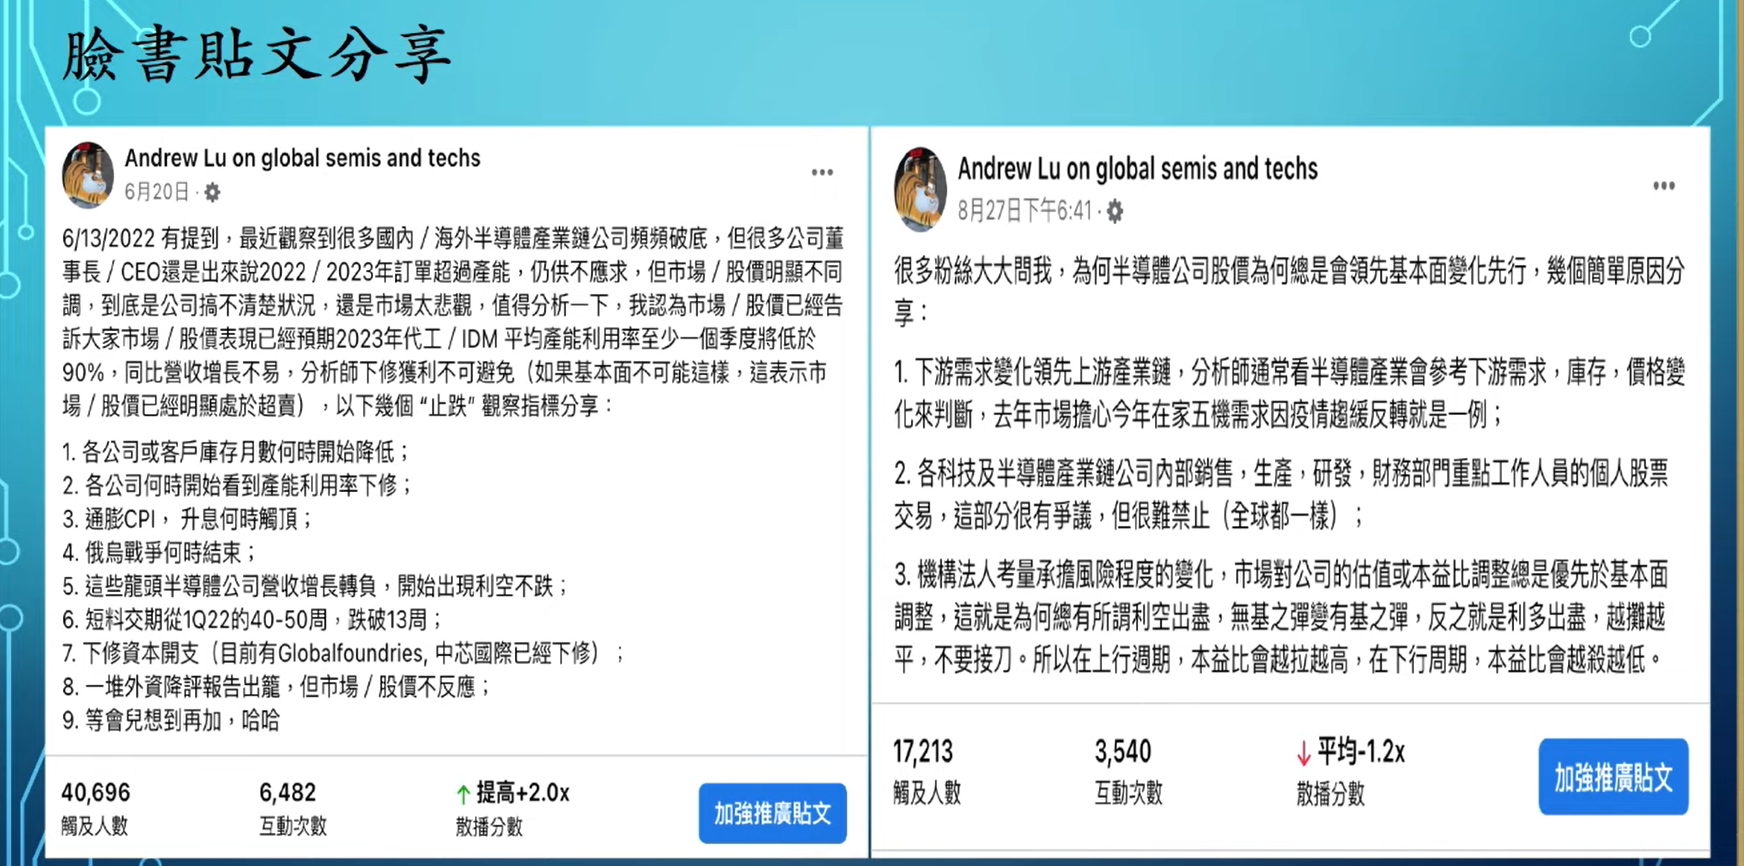 臉書貼文分享
Andrew Lu on global semis and techs
6月20日 ·
6/13/2022 有提到，最近觀察到很多國內 / 海外半導體產業鏈公司頻頻破底，但很多公司董
事長 / CEO還是出來說2022 / 2023年訂單超過產能，仍供不應求，但市場 / 股價明顯不同
調，到底是公司搞不清楚狀況，還是市場太悲觀，值得分析一下，我認為市場 / 股價已經告
訴大家市場 / 股價表現已經預期2023年代工 / IDM 平均產能利用率至少一個季度將低於
90%，同比營收增長不易，分析師下修獲利不可避免（如果基本面不可能這樣，這表示市
場 / 股價已經明顯處於超賣），以下幾個 “止跌” 觀察指標分享：
1. 各公司或客戶庫存月數何時開始降低；
2. 各公司何時開始看到產能利用率下修；
3. 通膨CPI， 升息何時觸頂；
4. 俄烏戰爭何時結束；
5. 這些龍頭半導體公司營收增長轉負，開始出現利空不跌；
6. 短料交期從1Q22的40-50周，跌破13周；
7. 下修資本開支（目前有Globalfoundries, 中芯國際已經下修）；
8. 一堆外資降評報告出籠，但市場 / 股價不反應；
9. 等會兒想到再加，哈哈
40,696
觸及人數
6,482
互動次數
↑ 提高+2.0x
散播分數
加強推廣貼文
Andrew Lu on global semis and techs
8月27日下午6:41 ·
很多粉絲大大問我，為何半導體公司股價為何總是會領先基本面變化先行，幾個簡單原因分
享：
1. 下游需求變化領先上游產業鏈，分析師通常看半導體產業會參考下游需求，庫存，價格變
化來判斷，去年市場擔心今年在家五機需求因疫情趨緩反轉就是一例；
2. 各科技及半導體產業鏈公司內部銷售，生產，研發，財務部門重點工作人員的個人股票
交易，這部分很有爭議，但很難禁止（全球都一樣）；
3. 機構法人考量承擔風險程度的變化，市場對公司的估值或本益比調整總是優先於基本面
調整，這就是為何總有所謂利空出盡，無基之彈變有基之彈，反之就是利多出盡，越攤越
平，不要接刀。所以在上行週期，本益比會越拉越高，在下行周期，本益比會越殺越低。
17,213
觸及人數
3,540
互動次數
↓ 平均-1.2x
散播分數
加強推廣貼文